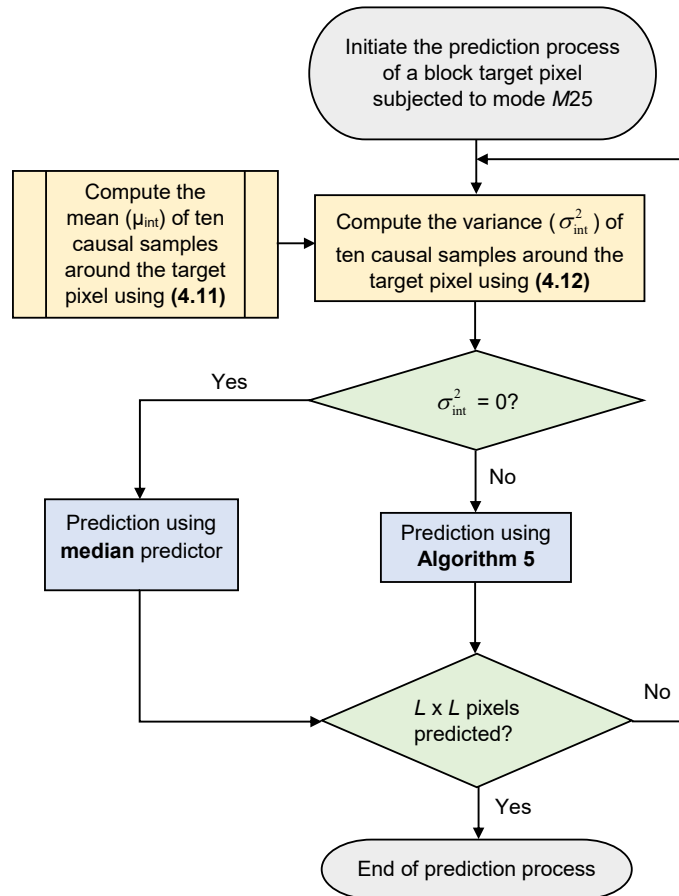 Initiate the prediction process
of a block target pixel
subjected to mode M25
Compute the
mean (μint) of ten
causal samples
around the target
pixel using (4.11)
Compute the variance (σ²int) of
ten causal samples around the
target pixel using (4.12)
Yes
σ²int = 0?
No
Prediction using
median predictor
Prediction using
Algorithm 5
L x L pixels
predicted?
No
Yes
End of prediction process